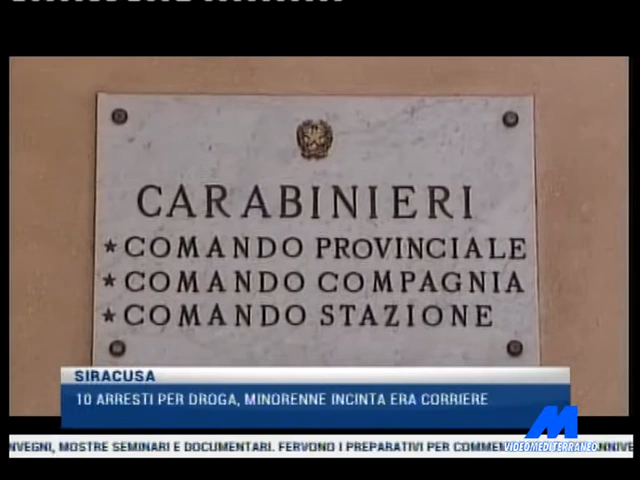 CARABINIERI
★COMANDO PROVINCIALE
★COMANDO COMPAGNIA
★COMANDO STAZIONE
SIRACUSA
10 ARRESTI PER DROGA, MINORENNE INCINTA ERA CORRIERE
VIDEOMEDITERRANEO
NVEGNI, MOSTRE SEMINARI E DOCUMENTARI. FERVONO I PREPARATIVI PER COMMEN